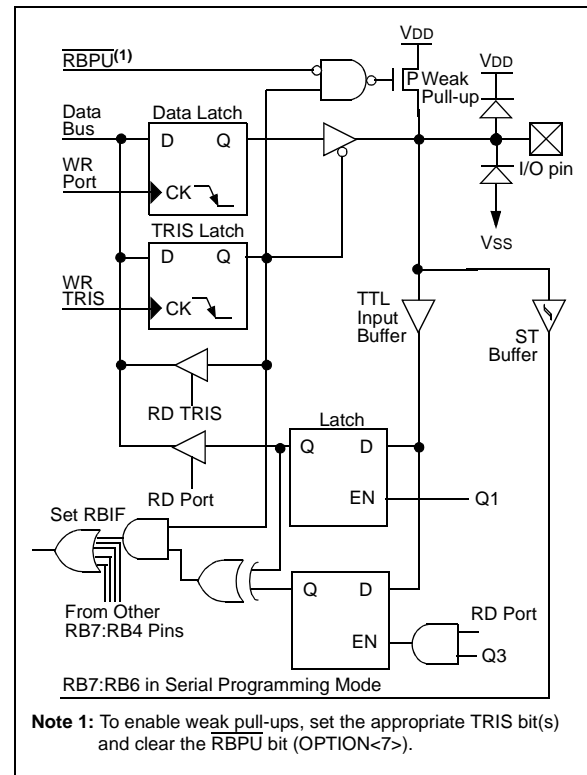 VDD
RBPU(1)
P Weak
Pull-up
VDD
Data
Bus
Data Latch
D Q
WR
Port
CK
I/O pin
VSS
TRIS Latch
D Q
WR
TRIS
CK
TTL
Input
Buffer
ST
Buffer
RD TRIS
Latch
Q D
EN
Q1
RD Port
Set RBIF
From Other
RB7:RB4 Pins
Q D
EN
RD Port
Q3
RB7:RB6 in Serial Programming Mode
Note 1: To enable weak pull-ups, set the appropriate TRIS bit(s)
and clear the RBPU bit (OPTION<7>).